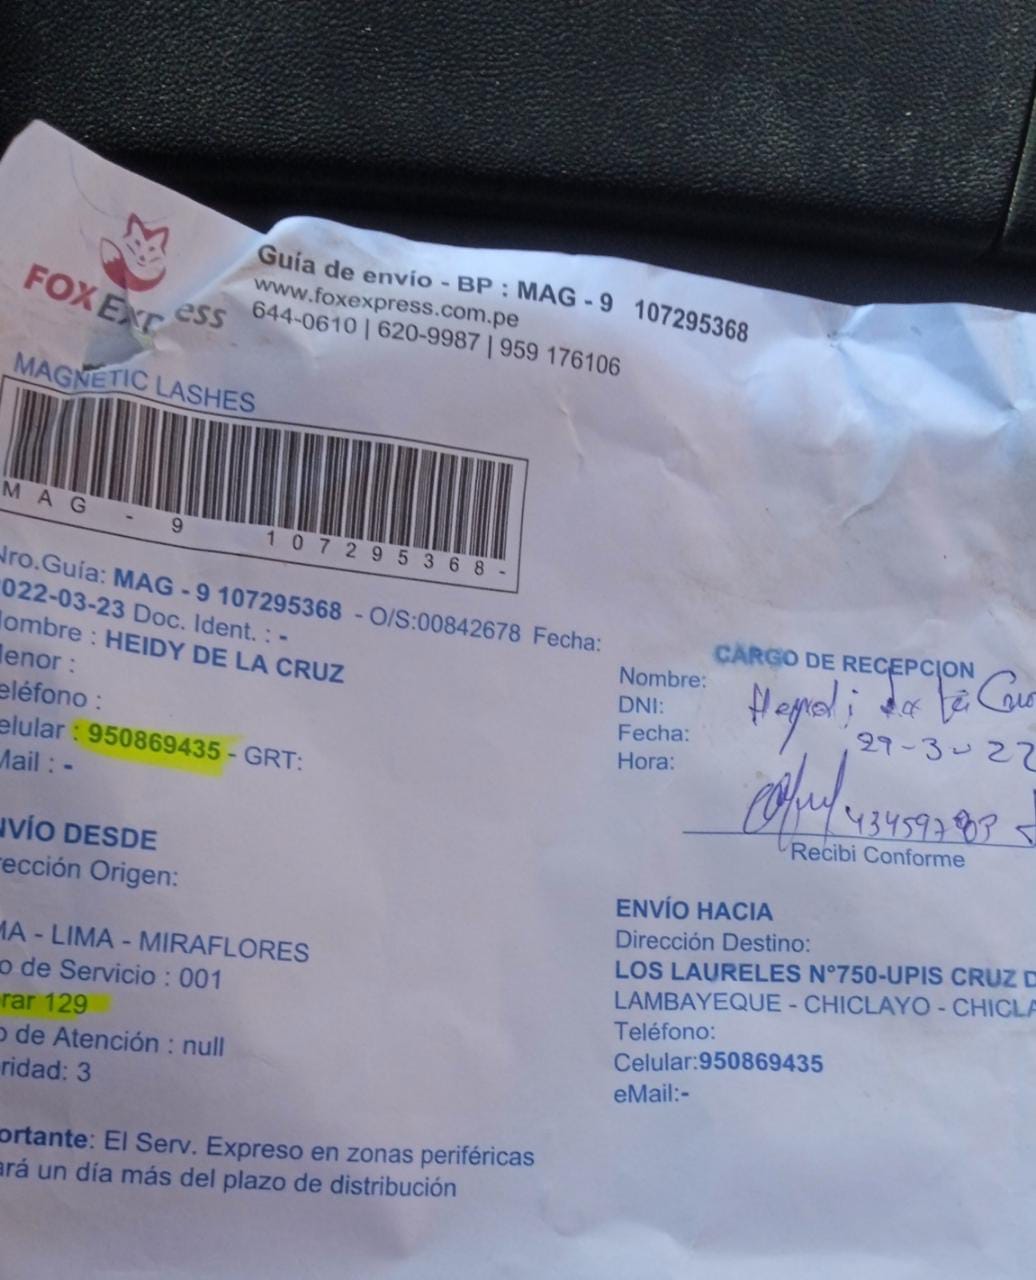 FOX Express
Guía de envío - BP : MAG - 9 107295368
www.foxexpress.com.pe
644-0610 | 620-9987 | 959 176106
MAGNETIC LASHES
MAG - 9 107295368-
Nro.Guía: MAG - 9 107295368 - O/S:00842678 Fecha:
2022-03-23 Doc. Ident. : -
ombre : HEIDY DE LA CRUZ
enor :
eléfono :
elular : 950869435 - GRT:
Mail : -
NVÍO DESDE
rección Origen:
MA - LIMA - MIRAFLORES
o de Servicio : 001
rar 129
o de Atención : null
ridad: 3
ortante: El Serv. Expreso en zonas periféricas
ará un día más del plazo de distribución
CARGO DE RECEPCION
Nombre:
DNI:
Fecha: 29-3-22
Hora:
Recibi Conforme
ENVÍO HACIA
Dirección Destino:
LOS LAURELES N°750-UPIS CRUZ D
LAMBAYEQUE - CHICLAYO - CHICLA
Teléfono:
Celular:950869435
eMail:-